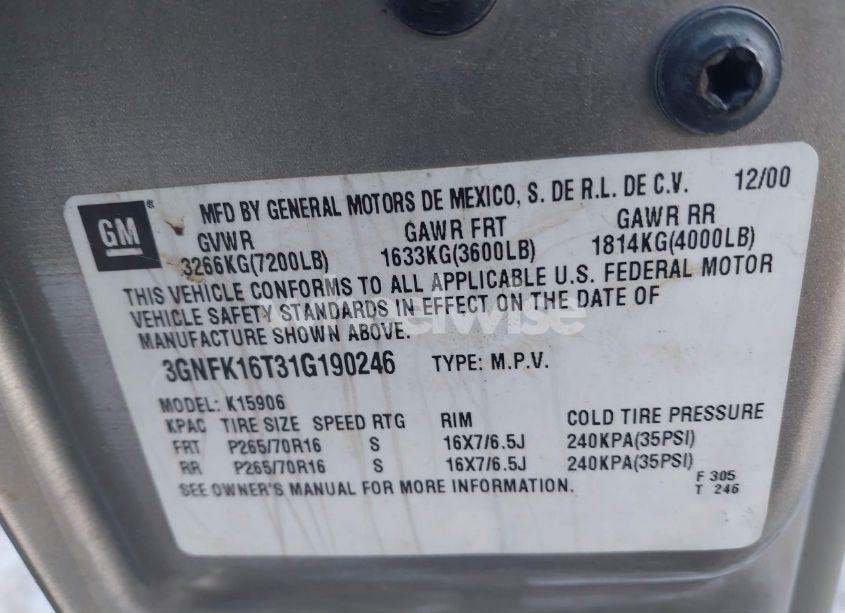 GM
MFD BY GENERAL MOTORS DE MEXICO, S. DE R.L. DE C.V. 12/00
GVWR GAWR FRT GAWR RR
3266KG(7200LB) 1633KG(3600LB) 1814KG(4000LB)
THIS VEHICLE CONFORMS TO ALL APPLICABLE U.S. FEDERAL MOTOR
VEHICLE SAFETY STANDARDS IN EFFECT ON THE DATE OF
MANUFACTURE SHOWN ABOVE.
3GNFK16T31G190246 TYPE: M.P.V.
MODEL: K15906
KPAC TIRE SIZE SPEED RTG RIM COLD TIRE PRESSURE
FRT P265/70R16 S 16X7/6.5J 240KPA(35PSI)
RR P265/70R16 S 16X7/6.5J 240KPA(35PSI)
SEE OWNER'S MANUAL FOR MORE INFORMATION.
F 305
T 246